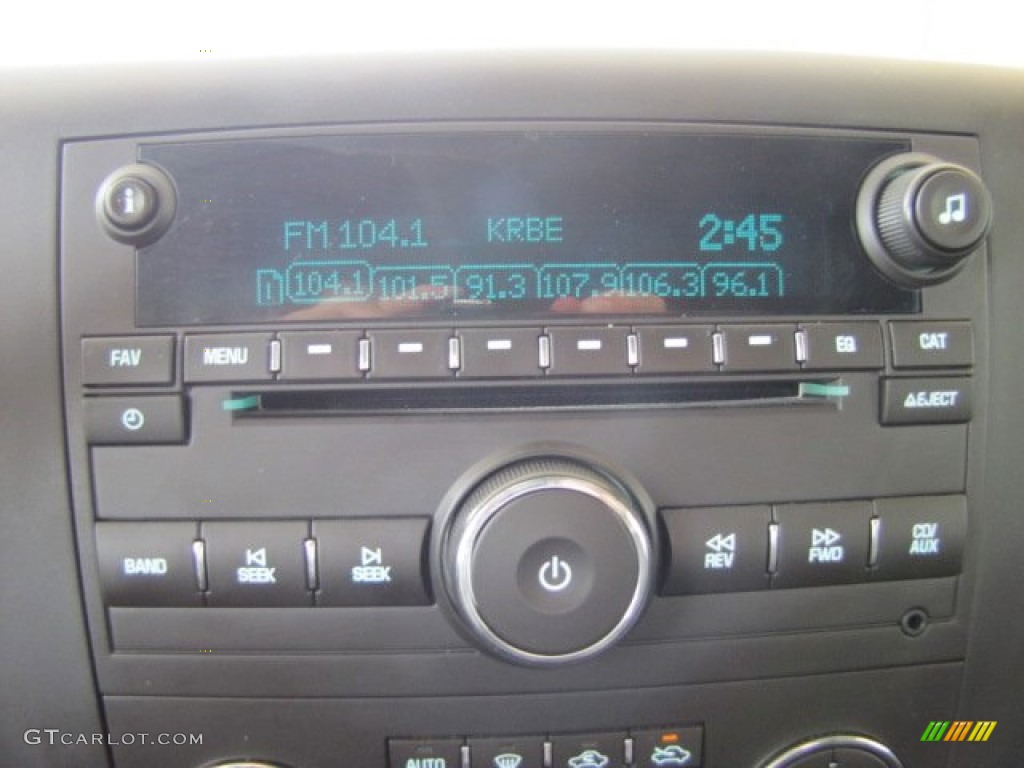 FM 104.1 KRBE 2:45
1 104.1 101.5 91.3 107.9 106.3 96.1
FAV MENU EQ CAT
EJECT
BAND SEEK SEEK REV FWD CD/
AUX
AUTO
GTCARLOT.COM